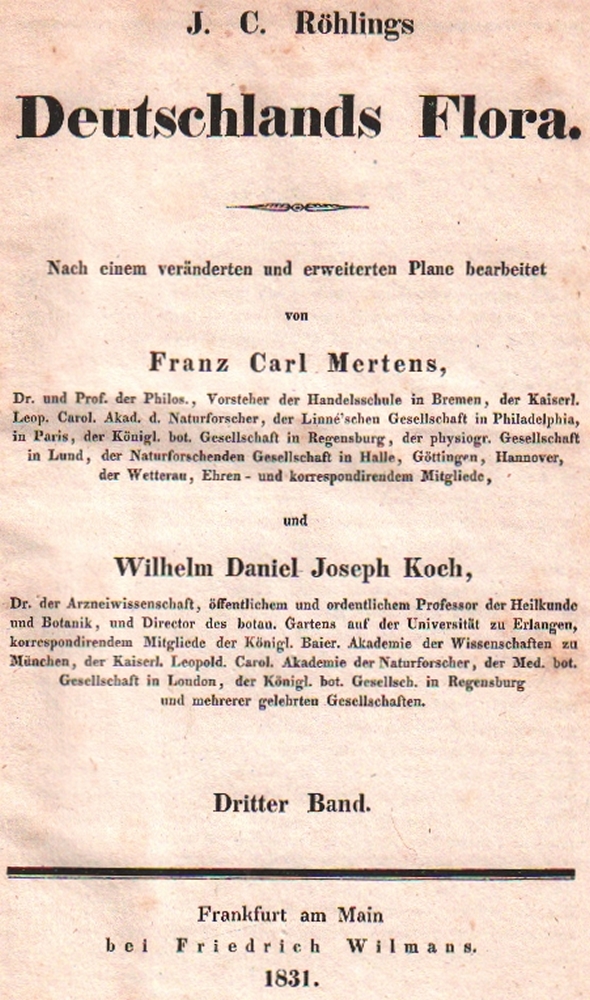 J. C. Röhlings
Deutschlands Flora.
Nach einem veränderten und erweiterten Plane bearbeitet
von
Franz Carl Mertens,
Dr. und Prof. der Philos., Vorsteher der Handelsschule in Bremen, der Kaiserl.
Leop. Carol. Akad. d. Naturforscher, der Linné'schen Gesellschaft in Philadelphia,
in Paris, der Königl. bot. Gesellschaft in Regensburg, der physiogr. Gesellschaft
in Lund, der Naturforschenden Gesellschaft in Halle, Göttingen, Hannover,
der Wetterau, Ehren- und korrespondirendem Mitgliede,
und
Wilhelm Daniel Joseph Koch,
Dr. der Arzneiwissenschaft, öffentlichem und ordentlichem Professor der Heilkunde
und Botanik, und Director des botan. Gartens auf der Universität zu Erlangen,
korrespondirendem Mitgliede der Königl. Baier. Akademie der Wissenschaften zu
München, der Kaiserl. Leopold. Carol. Akademie der Naturforscher, der Med. bot.
Gesellschaft in London, der Königl. bot. Gesellsch. in Regensburg
und mehrerer gelehrten Gesellschaften.
Dritter Band.
Frankfurt am Main
bei Friedrich Wilmans.
1831.